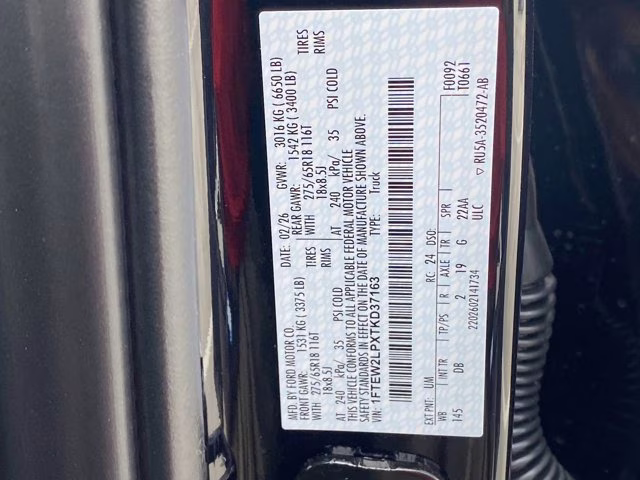 MFD. BY FORD MOTOR CO. DATE: 02/26 GVWR: 3016 KG ( 6650 LB)
FRONT GAWR: 1531 KG ( 3375 LB) REAR GAWR: 1542 KG ( 3400 LB)
WITH 275/65R18 116T TIRES WITH 275/65R18 116T TIRES
18x8.5J RIMS 18x8.5J RIMS
AT 240 kPa/ 35 PSI COLD AT 240 kPa/ 35 PSI COLD
THIS VEHICLE CONFORMS TO ALL APPLICABLE FEDERAL MOTOR VEHICLE
SAFETY STANDARDS IN EFFECT ON THE DATE OF MANUFACTURE SHOWN ABOVE.
VIN: 1FTEW2LPXTKD37163 Truck
F0092
T0661
EXT PNT: UM RC: 24 DSO:
WB INT TR TP/PS R AXLE TR SPR
145 DB 2 19 G 22AA
2202602141734 ULC ▽ RU5A-3520472-AB